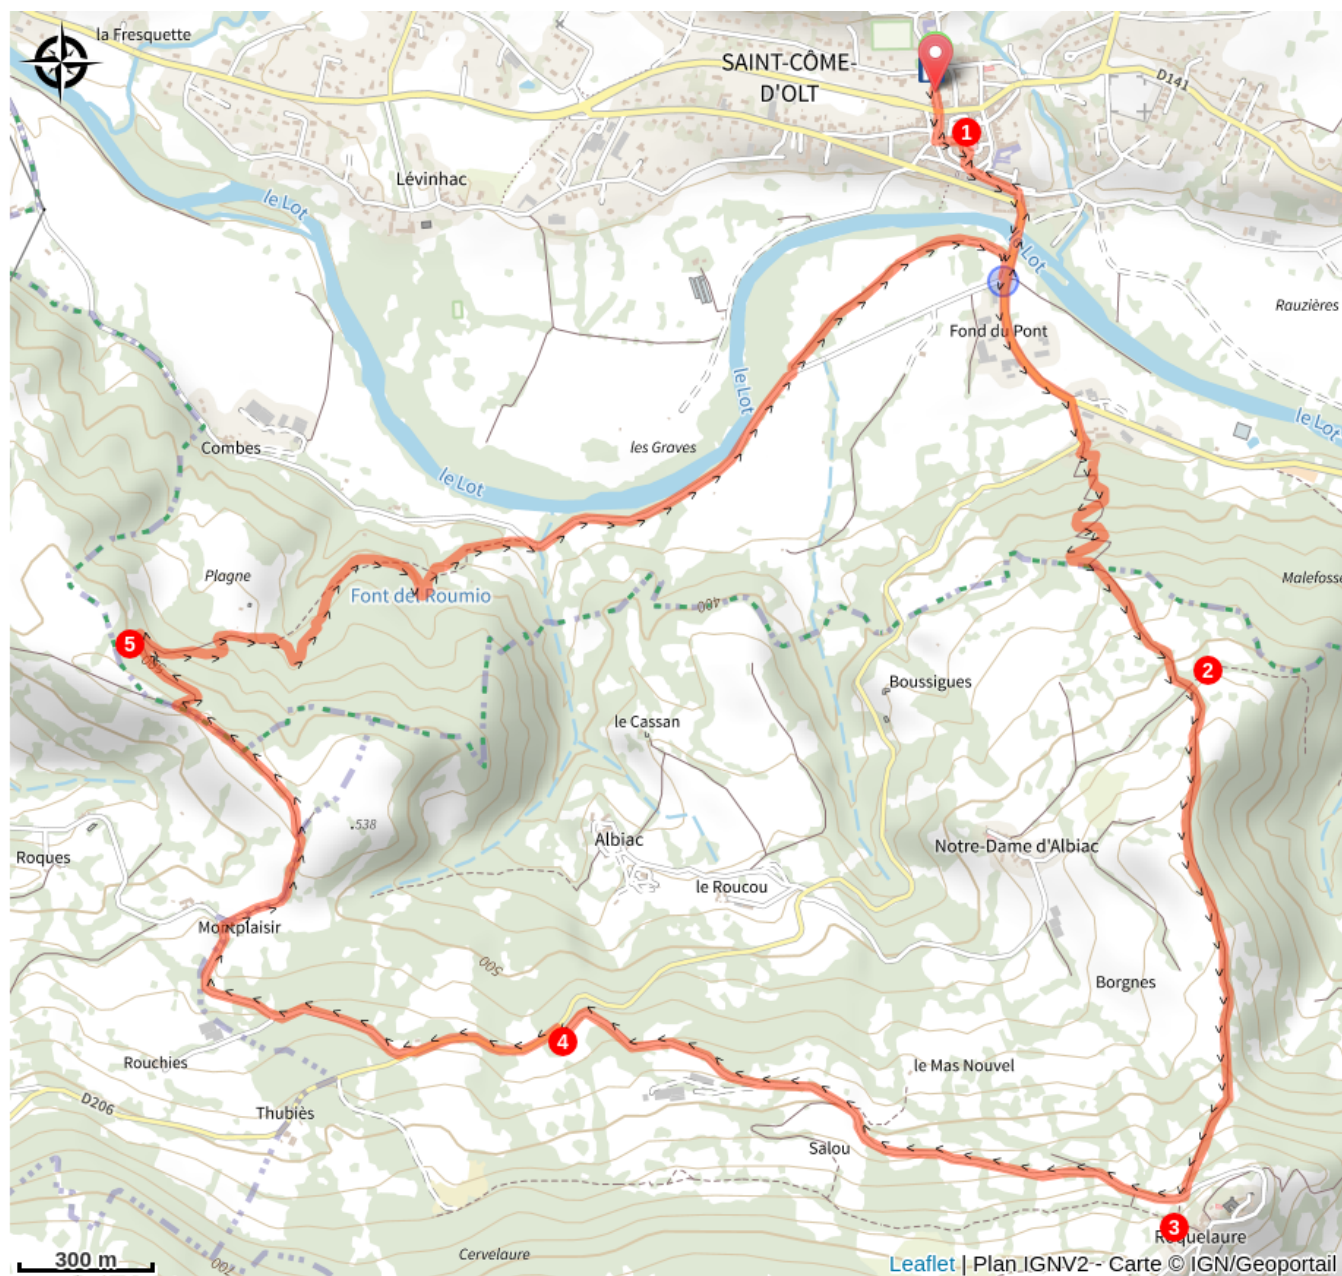 la Fresquette
SAINT-CÔME-
D'OLT
D141
1
Lévinhac
le Lot
le Lot
Rauzières
Fond du Pont
le Lot
le Lot
les Graves
Combes
le Lot
Plagne
Font del Roumio
400
Malefosse
5
2
Boussigues
le Cassan
538
Albiac
Notre-Dame d'Albiac
Roques
le Roucou
Montplaisir
500
Borgnes
4
Rouchies
le Mas Nouvel
D206
Thubiès
Salou
3
Roquelaure
Cervelaure
700
300 m
Leaflet | Plan IGNV2 - Carte © IGN/Geoportail